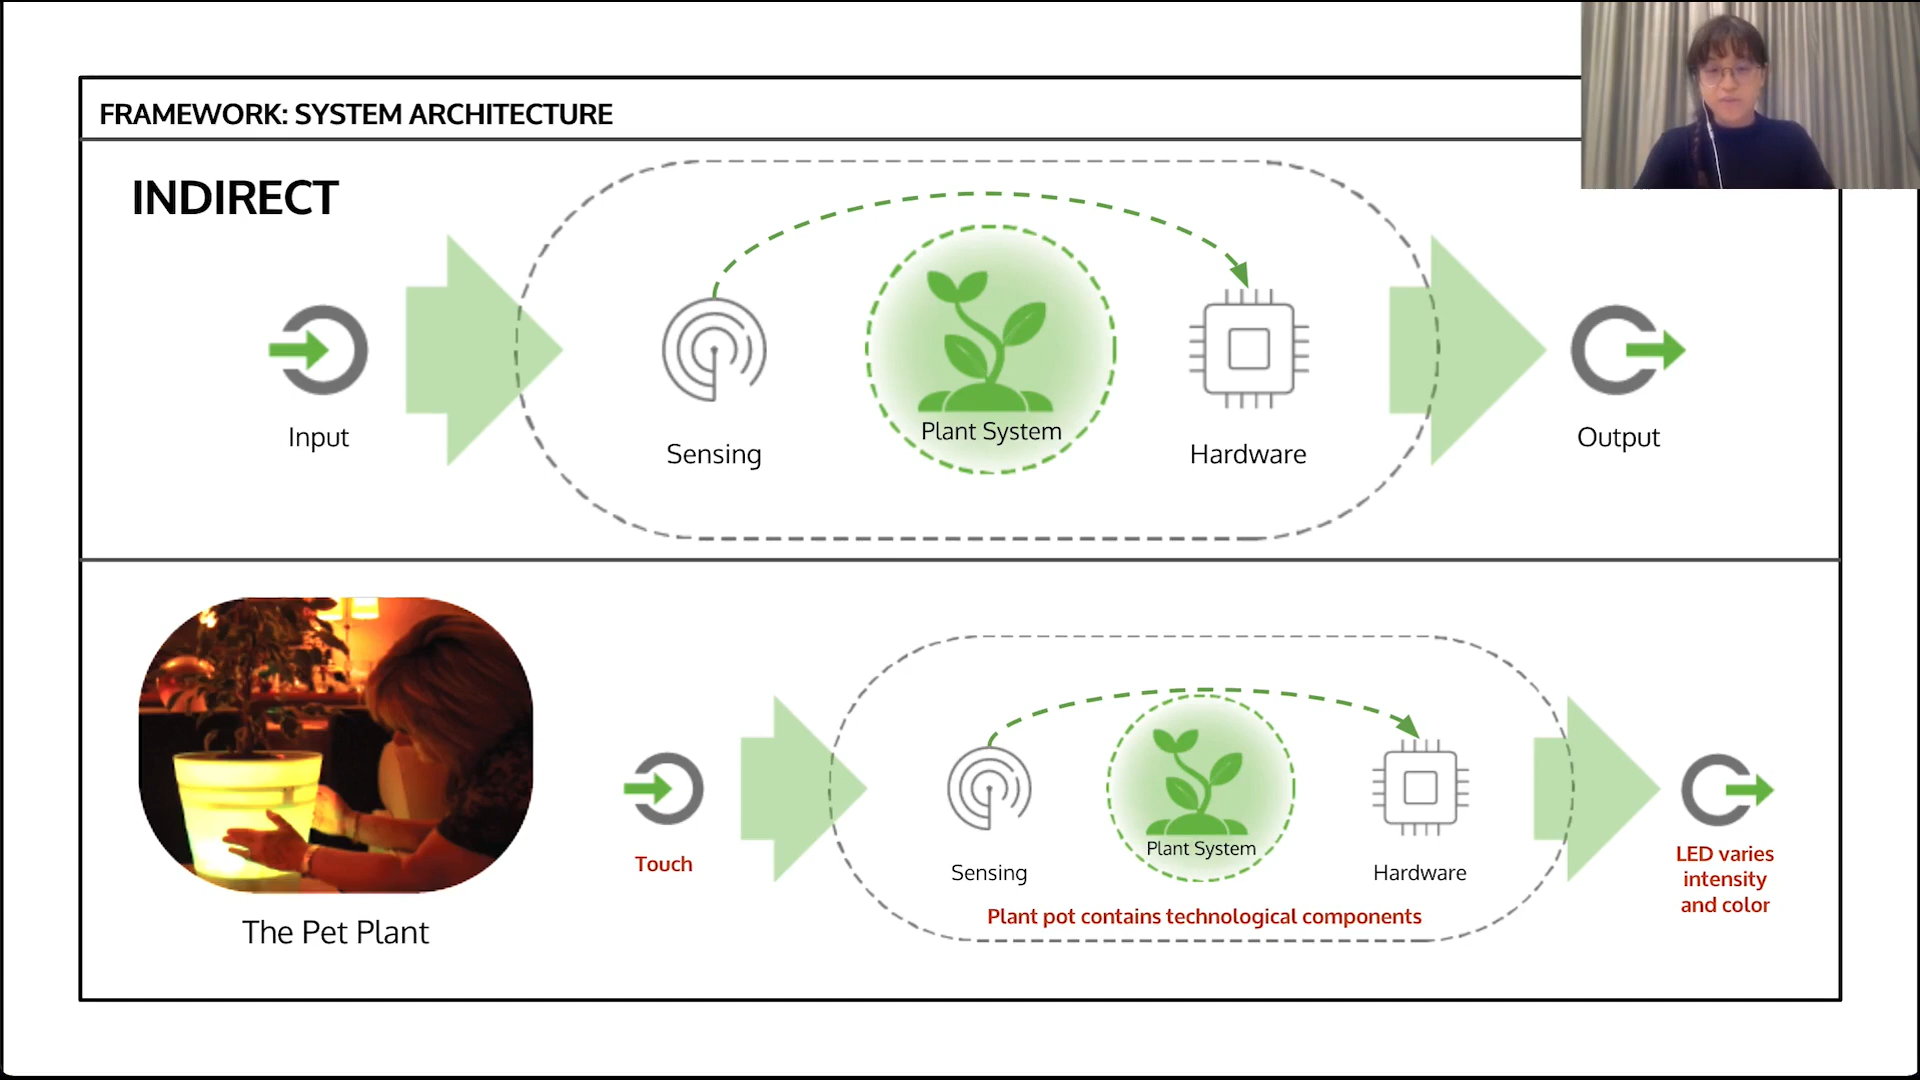 FRAMEWORK: SYSTEM ARCHITECTURE
INDIRECT
Input
Sensing
Plant System
Hardware
Output
The Pet Plant
Touch
Sensing
Plant System
Hardware
Plant pot contains technological components
LED varies
intensity
and color